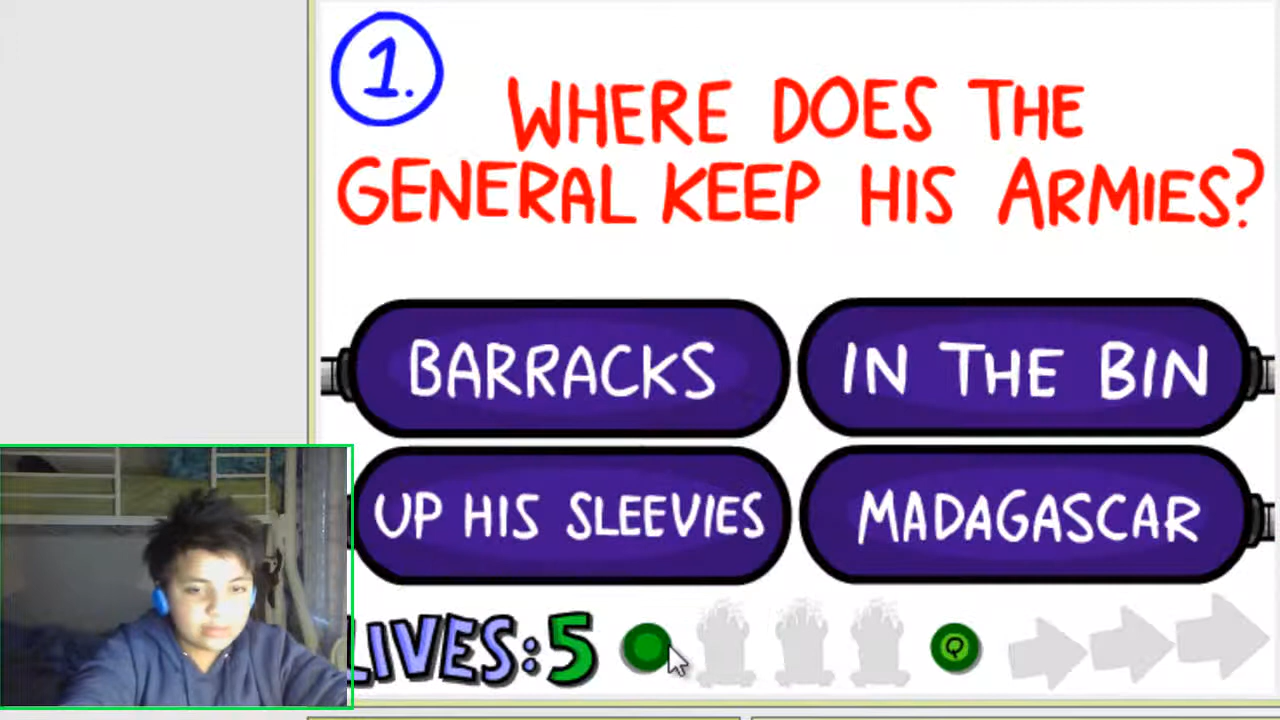 1.
WHERE DOES THE
GENERAL KEEP HIS ARMIES?
BARRACKS
IN THE BIN
UP HIS SLEEVIES
MADAGASCAR
LIVES:5
Q